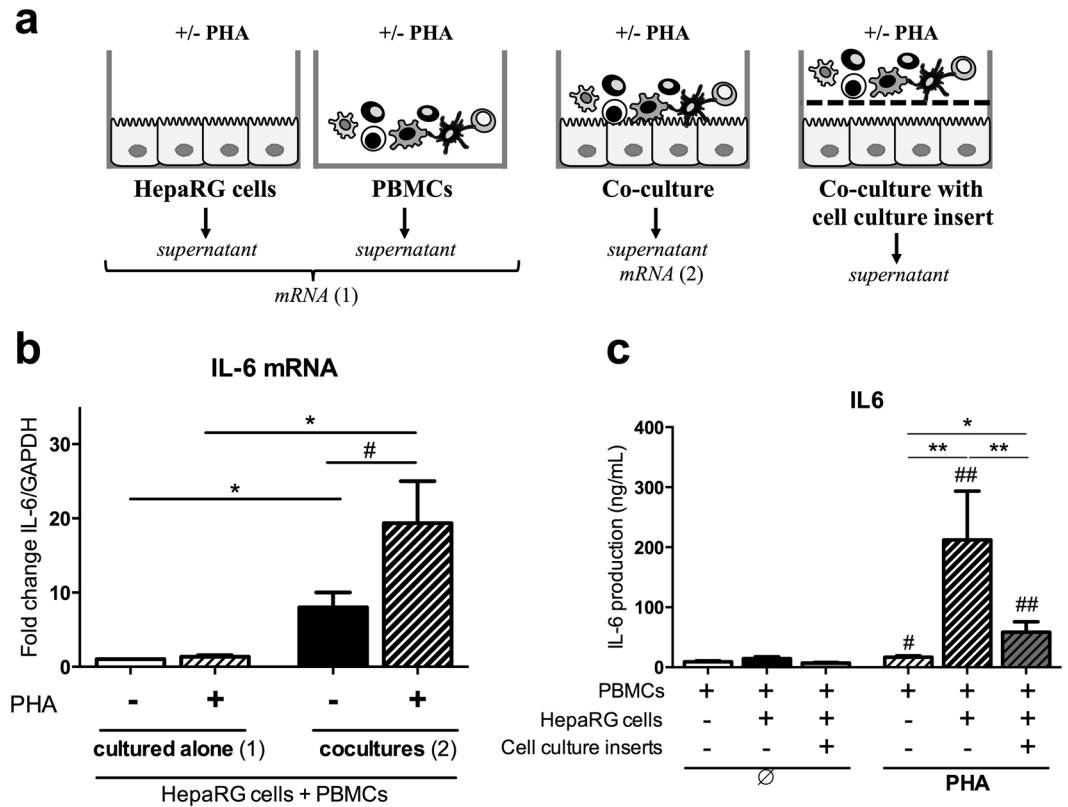 a
+/- PHA +/- PHA +/- PHA +/- PHA
HepaRG cells PBMCs Co-culture Co-culture with
cell culture insert
supernatant supernatant supernatant
mRNA (2)
supernatant
mRNA (1)
b
IL-6 mRNA
Fold change IL-6/GAPDH
30
20
10
0
*
*
#
PHA - + - +
cultured alone (1) cocultures (2)
HepaRG cells + PBMCs
c
IL6
IL-6 production (ng/mL)
400
300
200
100
0
*
** **
##
##
#
PBMCs + + + + + +
HepaRG cells - + + - + +
Cell culture inserts - - + - - +
∅ PHA